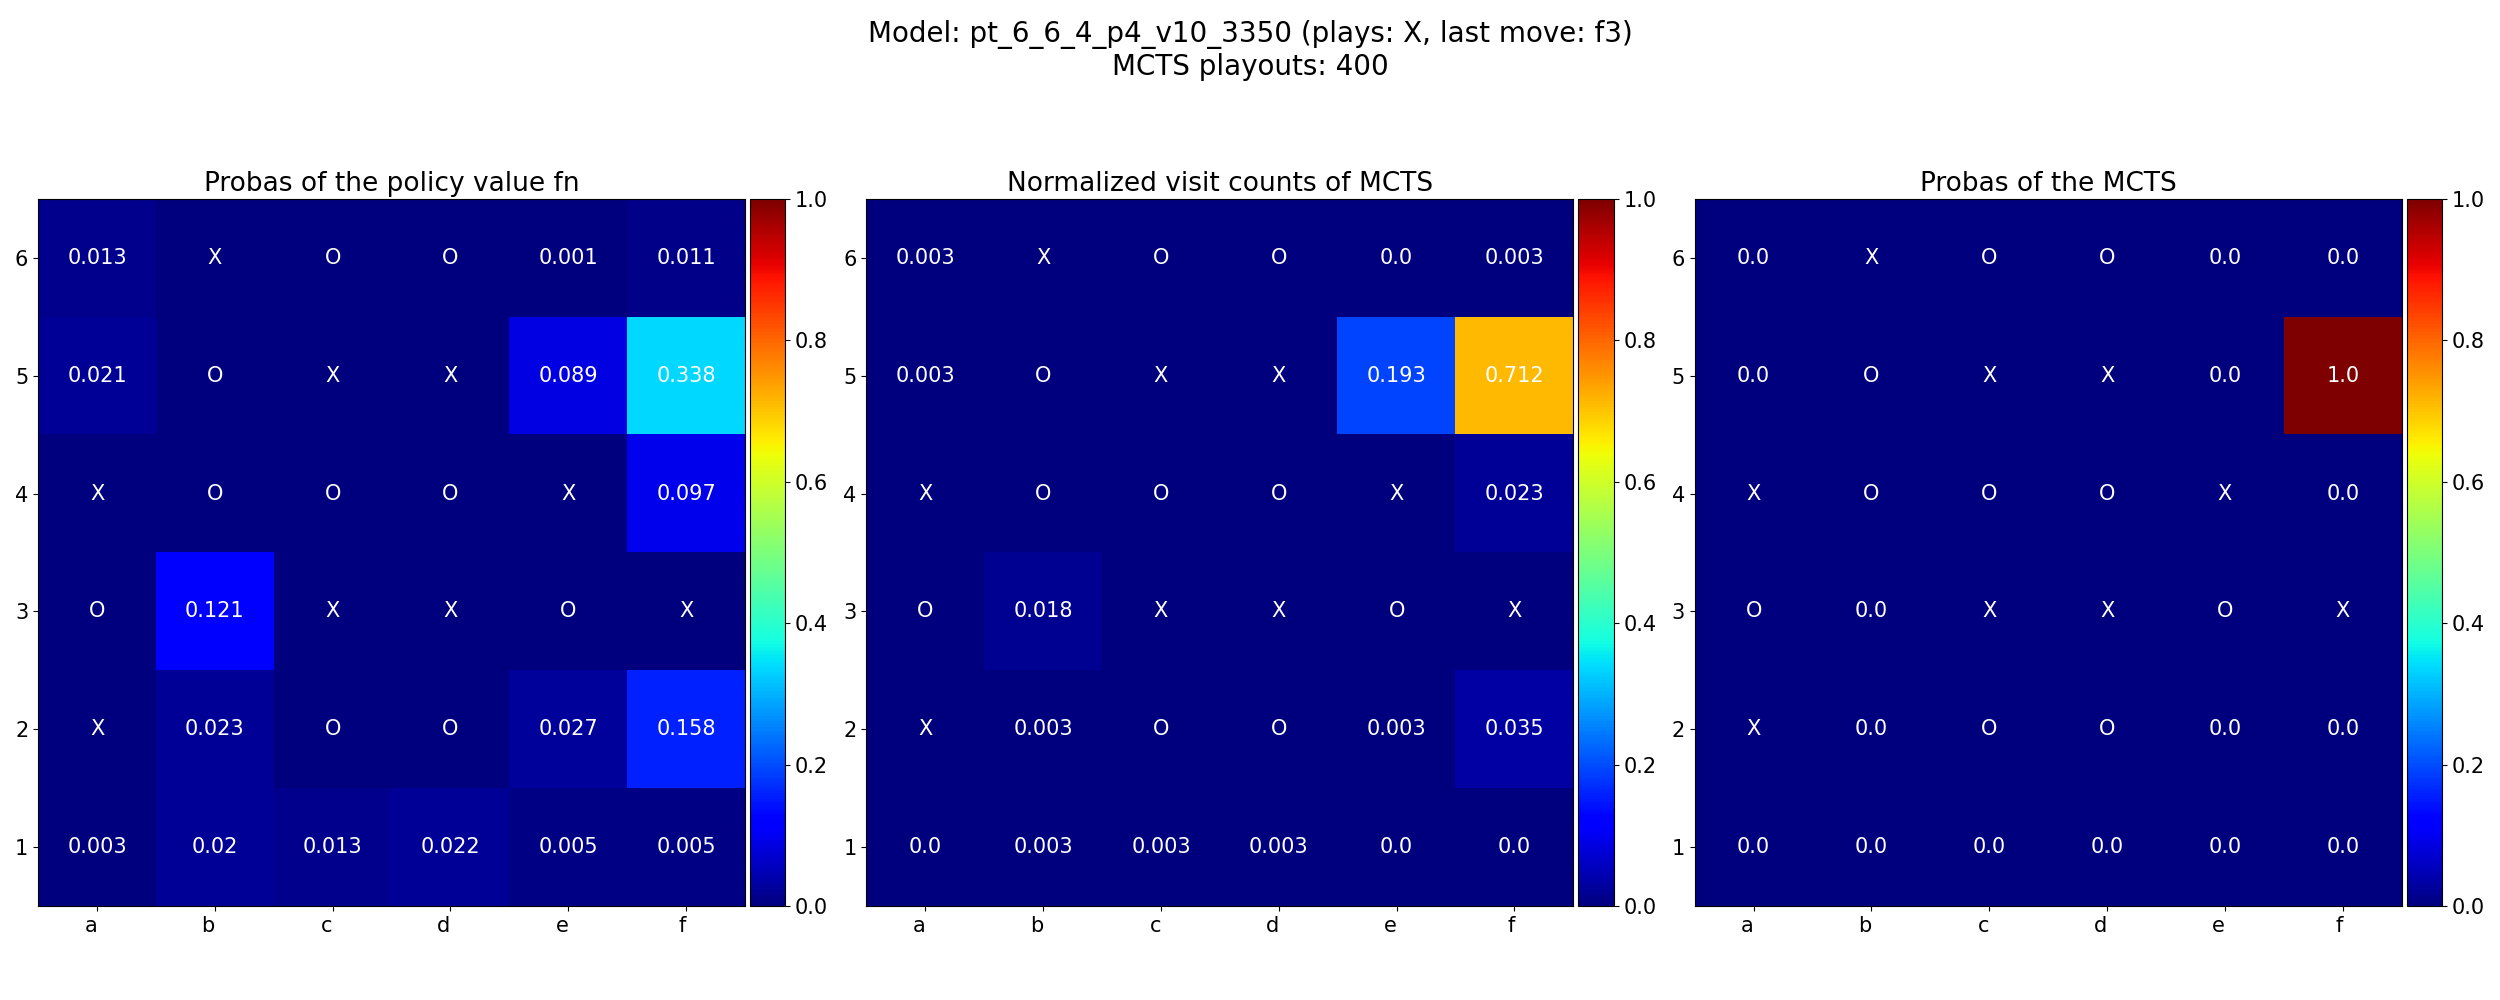 Model: pt_6_6_4_p4_v10_3350 (plays: X, last move: f3)
MCTS playouts: 400
Probas of the policy value fn
6 0.013 X O O 0.001 0.011
5 0.021 O X X 0.089 0.338
4 X O O O X 0.097
3 O 0.121 X X O X
2 X 0.023 O O 0.027 0.158
1 0.003 0.02 0.013 0.022 0.005 0.005
a b c d e f
1.0
0.8
0.6
0.4
0.2
0.0
Normalized visit counts of MCTS
6 0.003 X O O 0.0 0.003
5 0.003 O X X 0.193 0.712
4 X O O O X 0.023
3 O 0.018 X X O X
2 X 0.003 O O 0.003 0.035
1 0.0 0.003 0.003 0.003 0.0 0.0
a b c d e f
1.0
0.8
0.6
0.4
0.2
0.0
Probas of the MCTS
6 0.0 X O O 0.0 0.0
5 0.0 O X X 0.0 1.0
4 X O O O X 0.0
3 O 0.0 X X O X
2 X 0.0 O O 0.0 0.0
1 0.0 0.0 0.0 0.0 0.0 0.0
a b c d e f
1.0
0.8
0.6
0.4
0.2
0.0